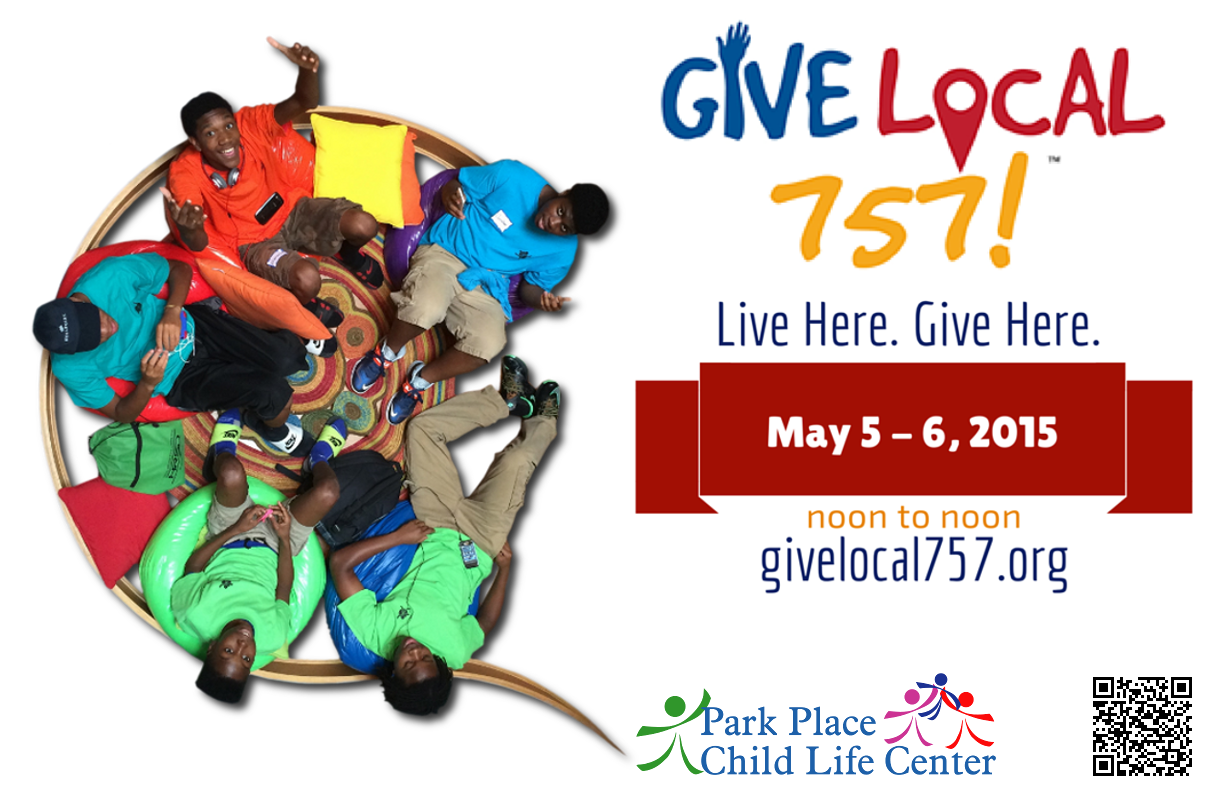 GIVE LOCAL
757!
™
Live Here. Give Here.
May 5 – 6, 2015
noon to noon
givelocal757.org
Park Place
Child Life Center